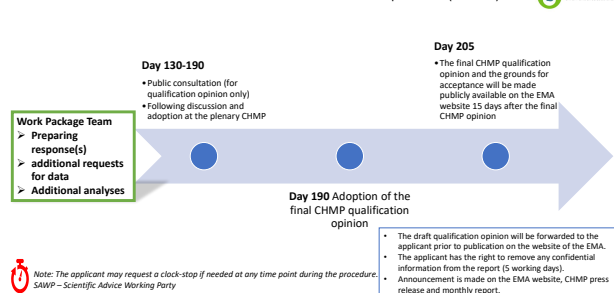 Day 130-190
•Public consultation (for
qualification opinion only)
•Following discussion and
adoption at the plenary CHMP
Day 205
•The final CHMP qualification
opinion and the grounds for
acceptance will be made
publicly available on the EMA
website 15 days after the final
CHMP opinion
Work Package Team
➢ Preparing
response(s)
➢ additional requests
for data
➢ Additional analyses
Day 190 Adoption of the
final CHMP qualification
opinion
• The draft qualification opinion will be forwarded to the
applicant prior to publication on the website of the EMA.
• The applicant has the right to remove any confidential
information from the report (5 working days).
• Announcement is made on the EMA website, CHMP press
release and monthly report.
Note: The applicant may request a clock-stop if needed at any time point during the procedure.
SAWP – Scientific Advice Working Party